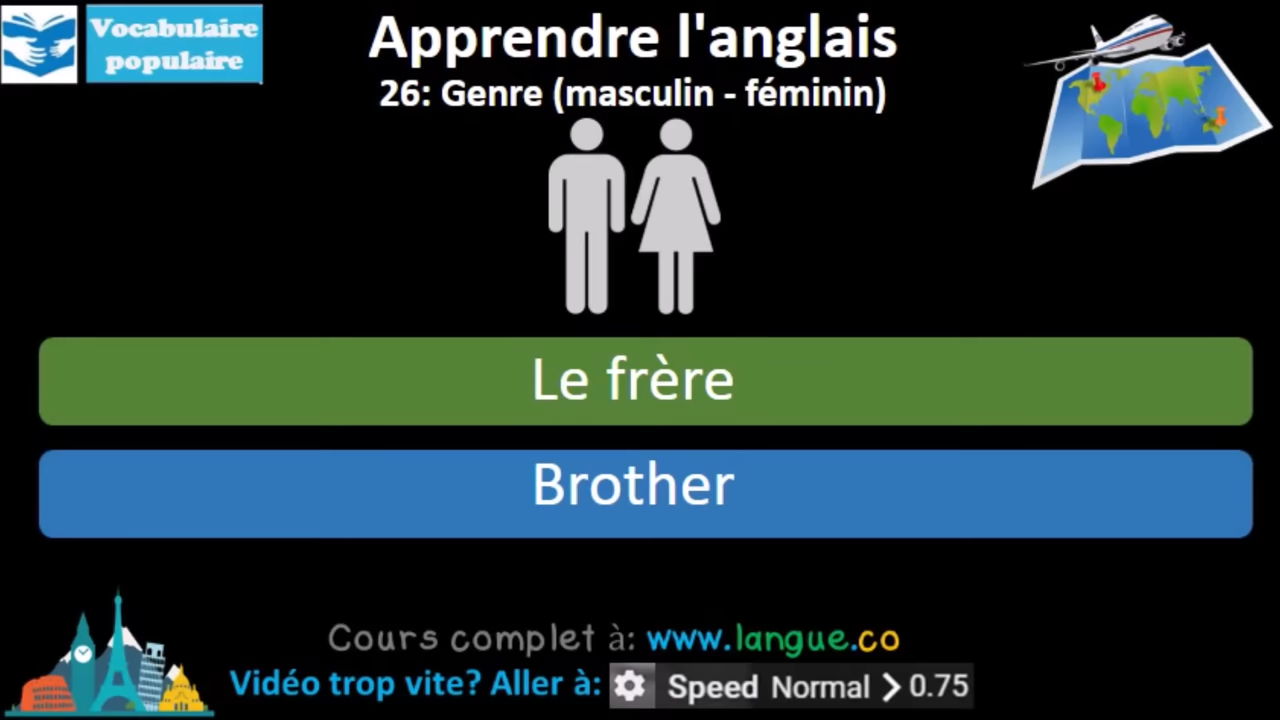 Vocabulaire
populaire
Apprendre l'anglais
26: Genre (masculin - féminin)
Le frère
Brother
Cours complet à: www.langue.co
Vidéo trop vite? Aller à: Speed Normal > 0.75